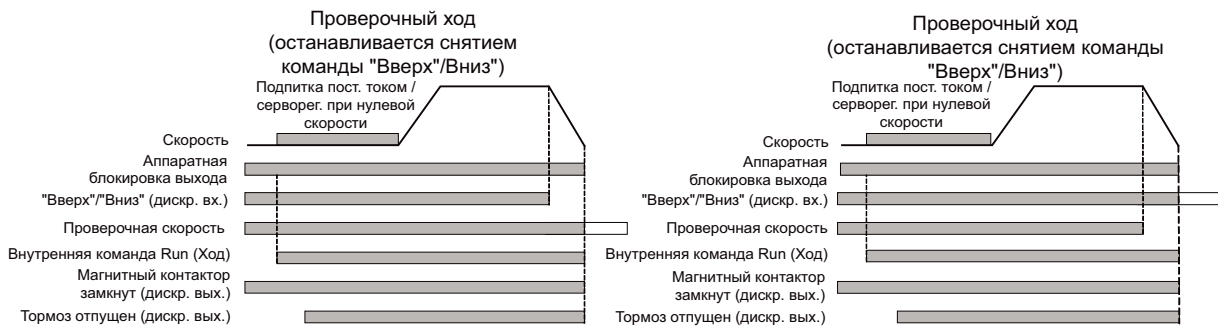 Проверочный ход
(останавливается снятием
команды "Вверх"/Вниз")
Подпитка пост. током /
серворег. при нулевой
скорости
Скорость
Аппаратная
блокировка выхода
"Вверх"/"Вниз" (дискр. вх.)
Проверочная скорость
Внутренняя команда Run (Ход)
Магнитный контактор
замкнут (дискр. вых.)
Тормоз отпущен (дискр. вых.)
Проверочный ход
(останавливается снятием команды
"Вверх"/Вниз")
Подпитка пост. током /
серворег. при нулевой
скорости
Скорость
Аппаратная
блокировка выхода
"Вверх"/"Вниз" (дискр. вх.)
Проверочная скорость
Внутренняя команда Run (Ход)
Магнитный контактор
замкнут (дискр. вых.)
Тормоз отпущен (дискр. вых.)